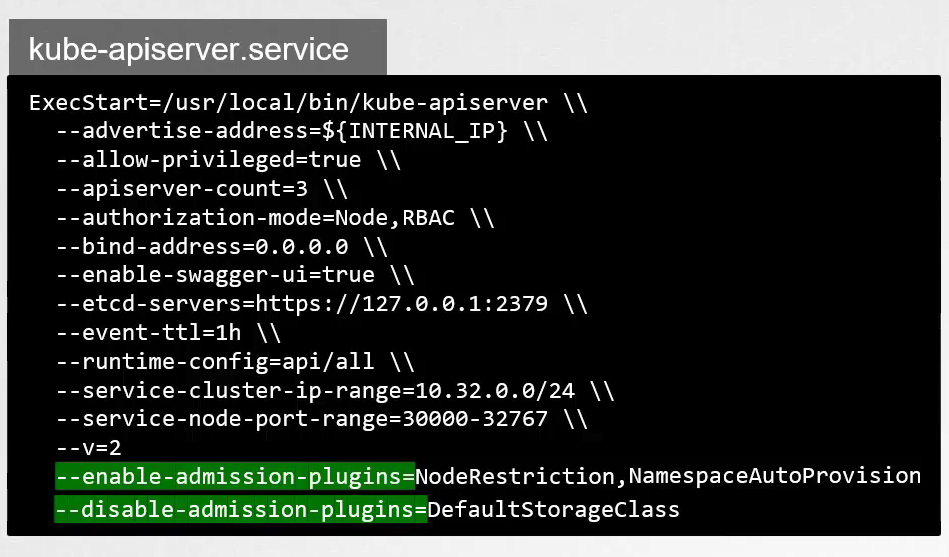 kube-apiserver.service
ExecStart=/usr/local/bin/kube-apiserver \\
--advertise-address=${INTERNAL_IP} \\
--allow-privileged=true \\
--apiserver-count=3 \\
--authorization-mode=Node,RBAC \\
--bind-address=0.0.0.0 \\
--enable-swagger-ui=true \\
--etcd-servers=https://127.0.0.1:2379 \\
--event-ttl=1h \\
--runtime-config=api/all \\
--service-cluster-ip-range=10.32.0.0/24 \\
--service-node-port-range=30000-32767 \\
--v=2
--enable-admission-plugins=NodeRestriction,NamespaceAutoProvision
--disable-admission-plugins=DefaultStorageClass